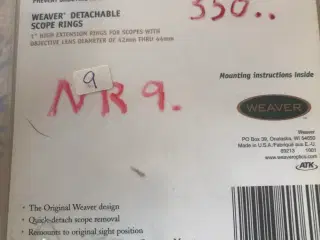 350..
WEAVER® DETACHABLE
SCOPE RINGS
1" HIGH EXTENSION RINGS FOR SCOPES WITH
OBJECTIVE LENS DIAMETER OF 42mm THRU 44mm
9
NR 9.
Mounting instructions inside
WEAVER
Weaver
PO Box 39, Onalaska, WI 54650
Made in U.S.A./Fabriqué aux E.-U.
www.weaveroptics.com
ATK
• The Original Weaver design
• Quick-detach scope removal
• Remounts to original sight position